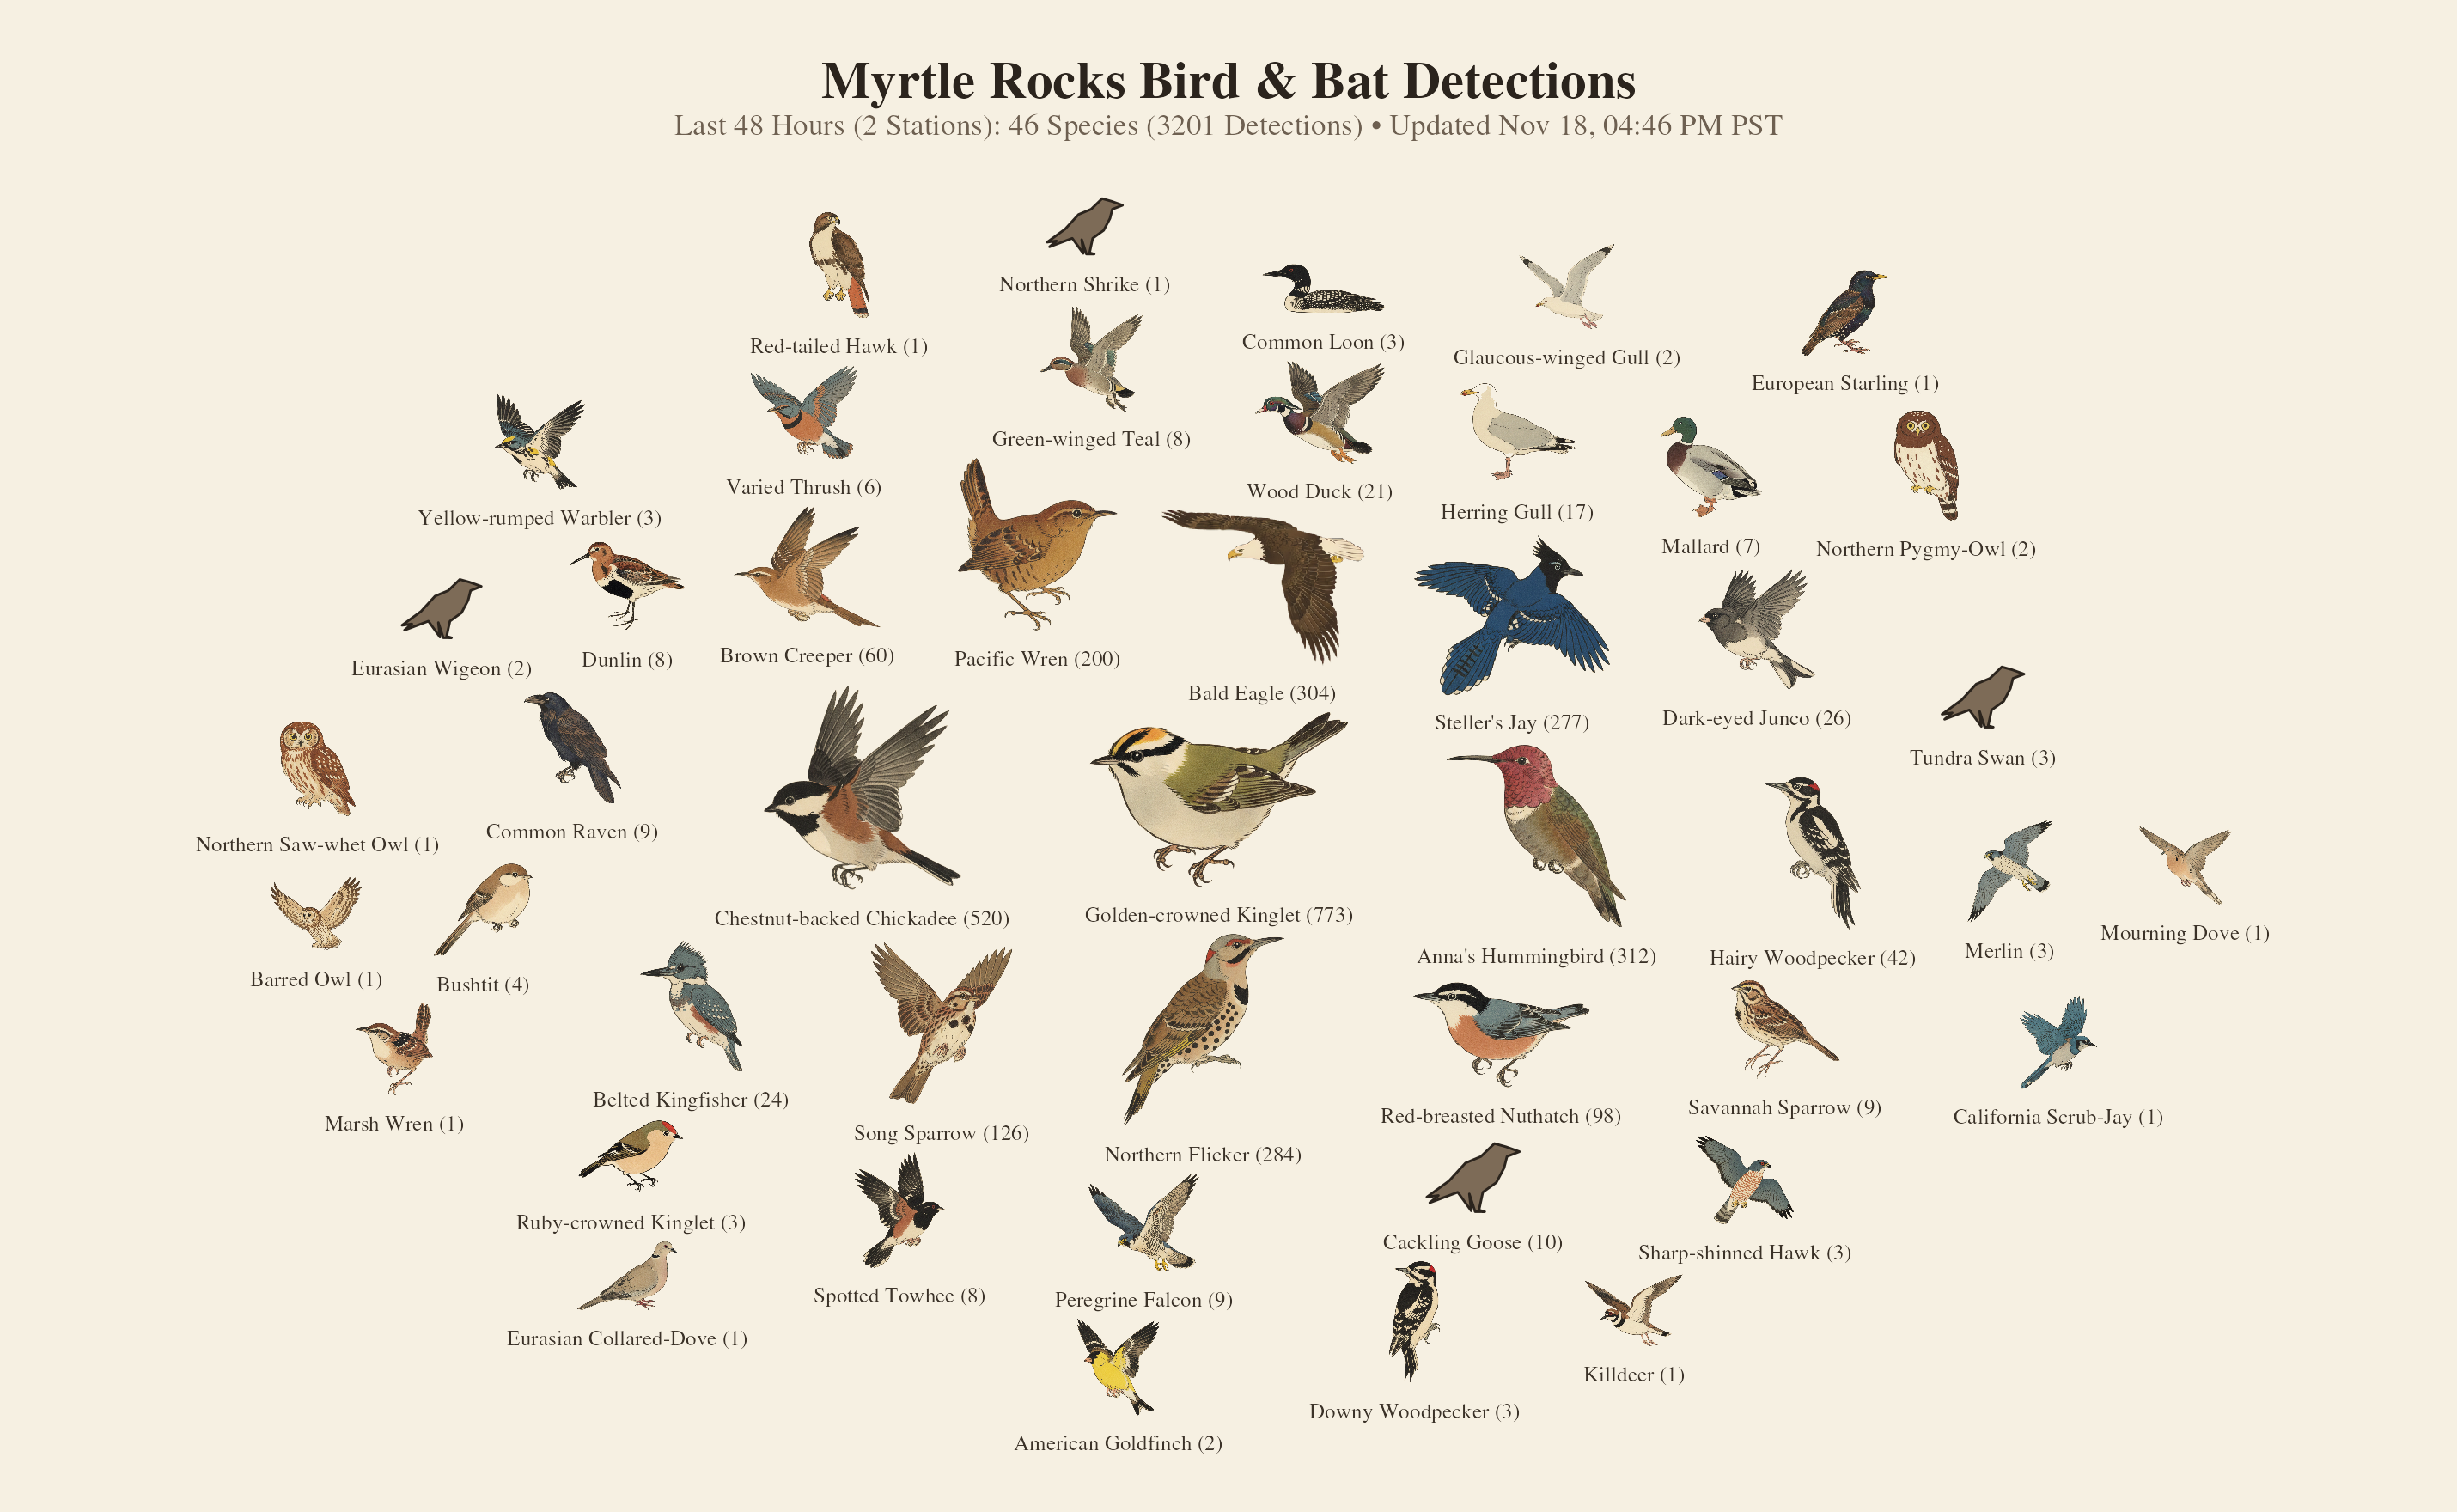 Myrtle Rocks Bird & Bat Detections
Last 48 Hours (2 Stations): 46 Species (3201 Detections) • Updated Nov 18, 04:46 PM PST
Northern Shrike (1)
Red-tailed Hawk (1)
Common Loon (3)
Glaucous-winged Gull (2)
European Starling (1)
Green-winged Teal (8)
Varied Thrush (6)
Wood Duck (21)
Herring Gull (17)
Yellow-rumped Warbler (3)
Mallard (7)
Northern Pygmy-Owl (2)
Eurasian Wigeon (2)
Dunlin (8)
Brown Creeper (60)
Pacific Wren (200)
Bald Eagle (304)
Steller's Jay (277)
Dark-eyed Junco (26)
Tundra Swan (3)
Northern Saw-whet Owl (1)
Common Raven (9)
Chestnut-backed Chickadee (520)
Golden-crowned Kinglet (773)
Anna's Hummingbird (312)
Hairy Woodpecker (42)
Merlin (3)
Mourning Dove (1)
Barred Owl (1)
Bushtit (4)
Marsh Wren (1)
Belted Kingfisher (24)
Song Sparrow (126)
Northern Flicker (284)
Red-breasted Nuthatch (98)
Savannah Sparrow (9)
California Scrub-Jay (1)
Ruby-crowned Kinglet (3)
Spotted Towhee (8)
Peregrine Falcon (9)
Cackling Goose (10)
Sharp-shinned Hawk (3)
Eurasian Collared-Dove (1)
Killdeer (1)
Downy Woodpecker (3)
American Goldfinch (2)